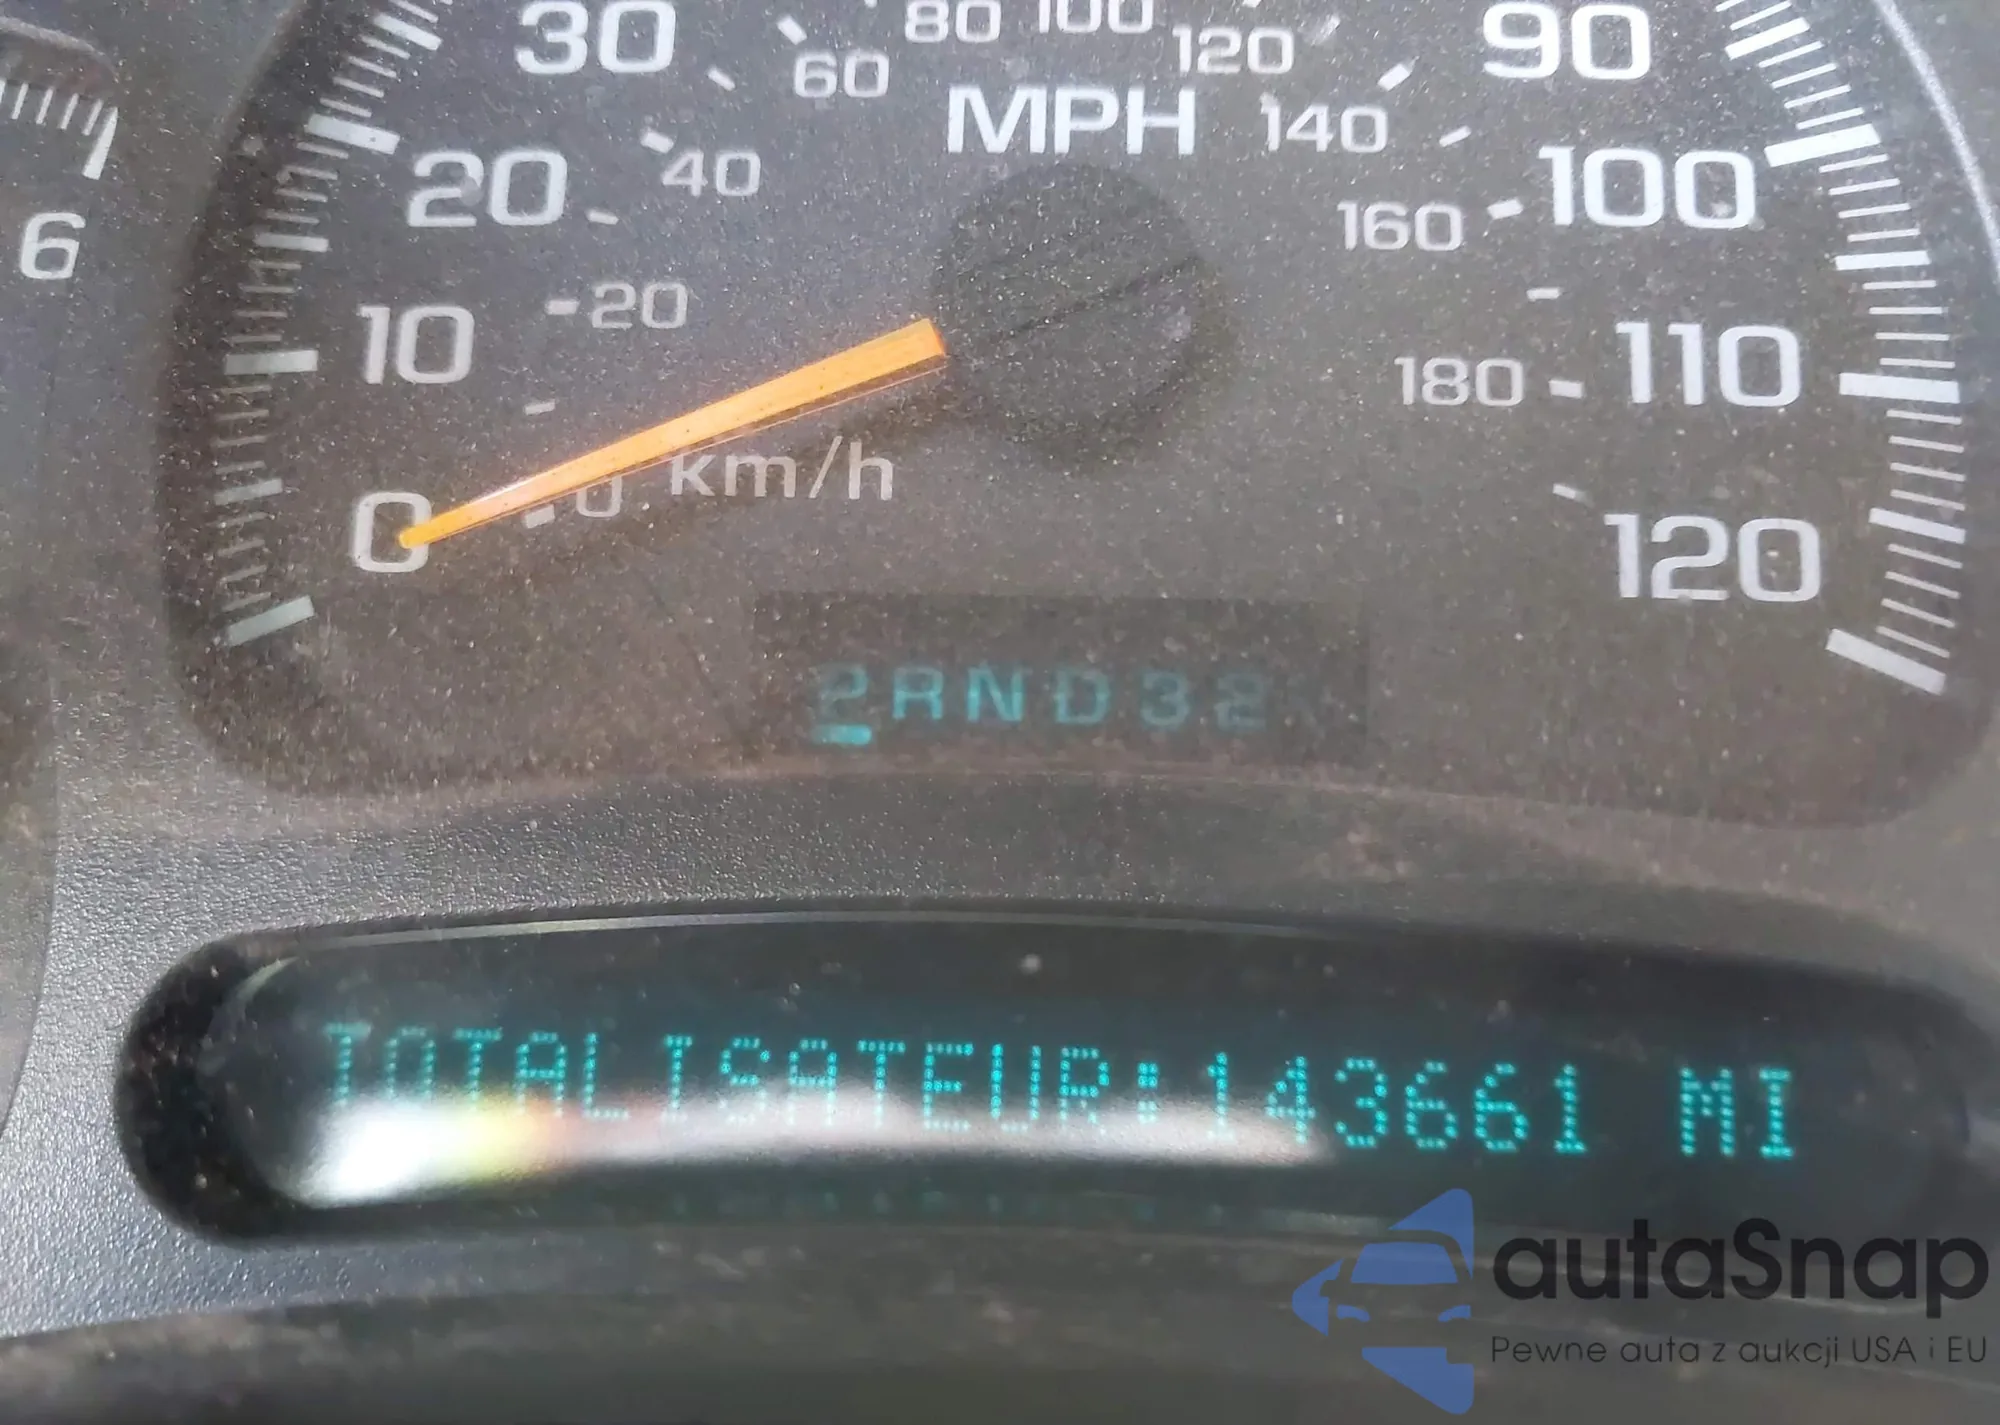 30 80 100 120 90
60
MPH 140
20 40 160 100
6
10 20
180 110
km/h
0 0
120
2RND32
TOTALISATEUR:143661 MI
autaSnap
Pewne auta z aukcji USA i EU